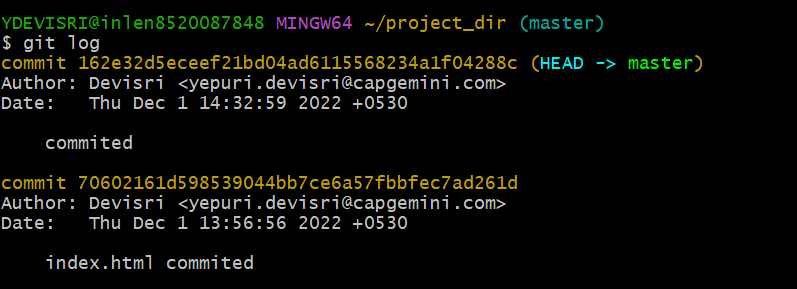 YDEVISRI@inlen8520087848 MINGW64 ~/project_dir (master)
$ git log
commit 162e32d5eceef21bd04ad6115568234a1f04288c (HEAD -> master)
Author: Devisri <yepuri.devisri@capgemini.com>
Date:   Thu Dec 1 14:32:59 2022 +0530
    commited
commit 70602161d598539044bb7ce6a57fbbfec7ad261d
Author: Devisri <yepuri.devisri@capgemini.com>
Date:   Thu Dec 1 13:56:56 2022 +0530
    index.html commited